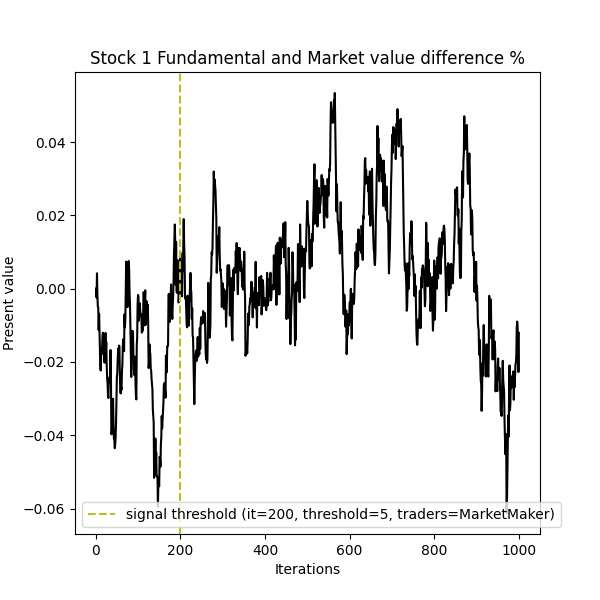 Stock 1 Fundamental and Market value difference %
Present value
0.04
0.02
0.00
−0.02
−0.04
−0.06
signal threshold (it=200, threshold=5, traders=MarketMaker)
0 200 400 600 800 1000
Iterations